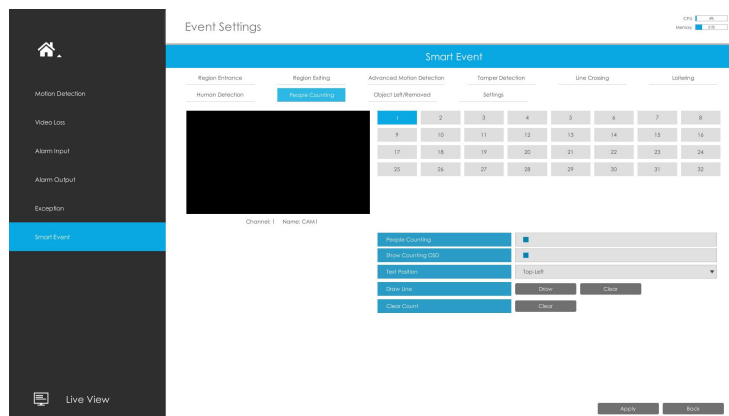 Event Settings
CPU
Memory
Smart Event
Region Entrance Region Exiting Advanced Motion Detection Tamper Detection Line Crossing Loitering
Human Detection People Counting Object Left/Removed Settings
Motion Detection
Video Loss
Alarm Input
Alarm Output
Exception
Smart Event
1 2 3 4 5 6 7 8
9 10 11 12 13 14 15 16
17 18 19 20 21 22 23 24
25 26 27 28 29 30 31 32
Channel: 1 Name: CAM1
People Counting
Show Counting OSD
Text Position Top-Left
Draw Line Draw Clear
Clear Count Clear
Live View
Apply Back